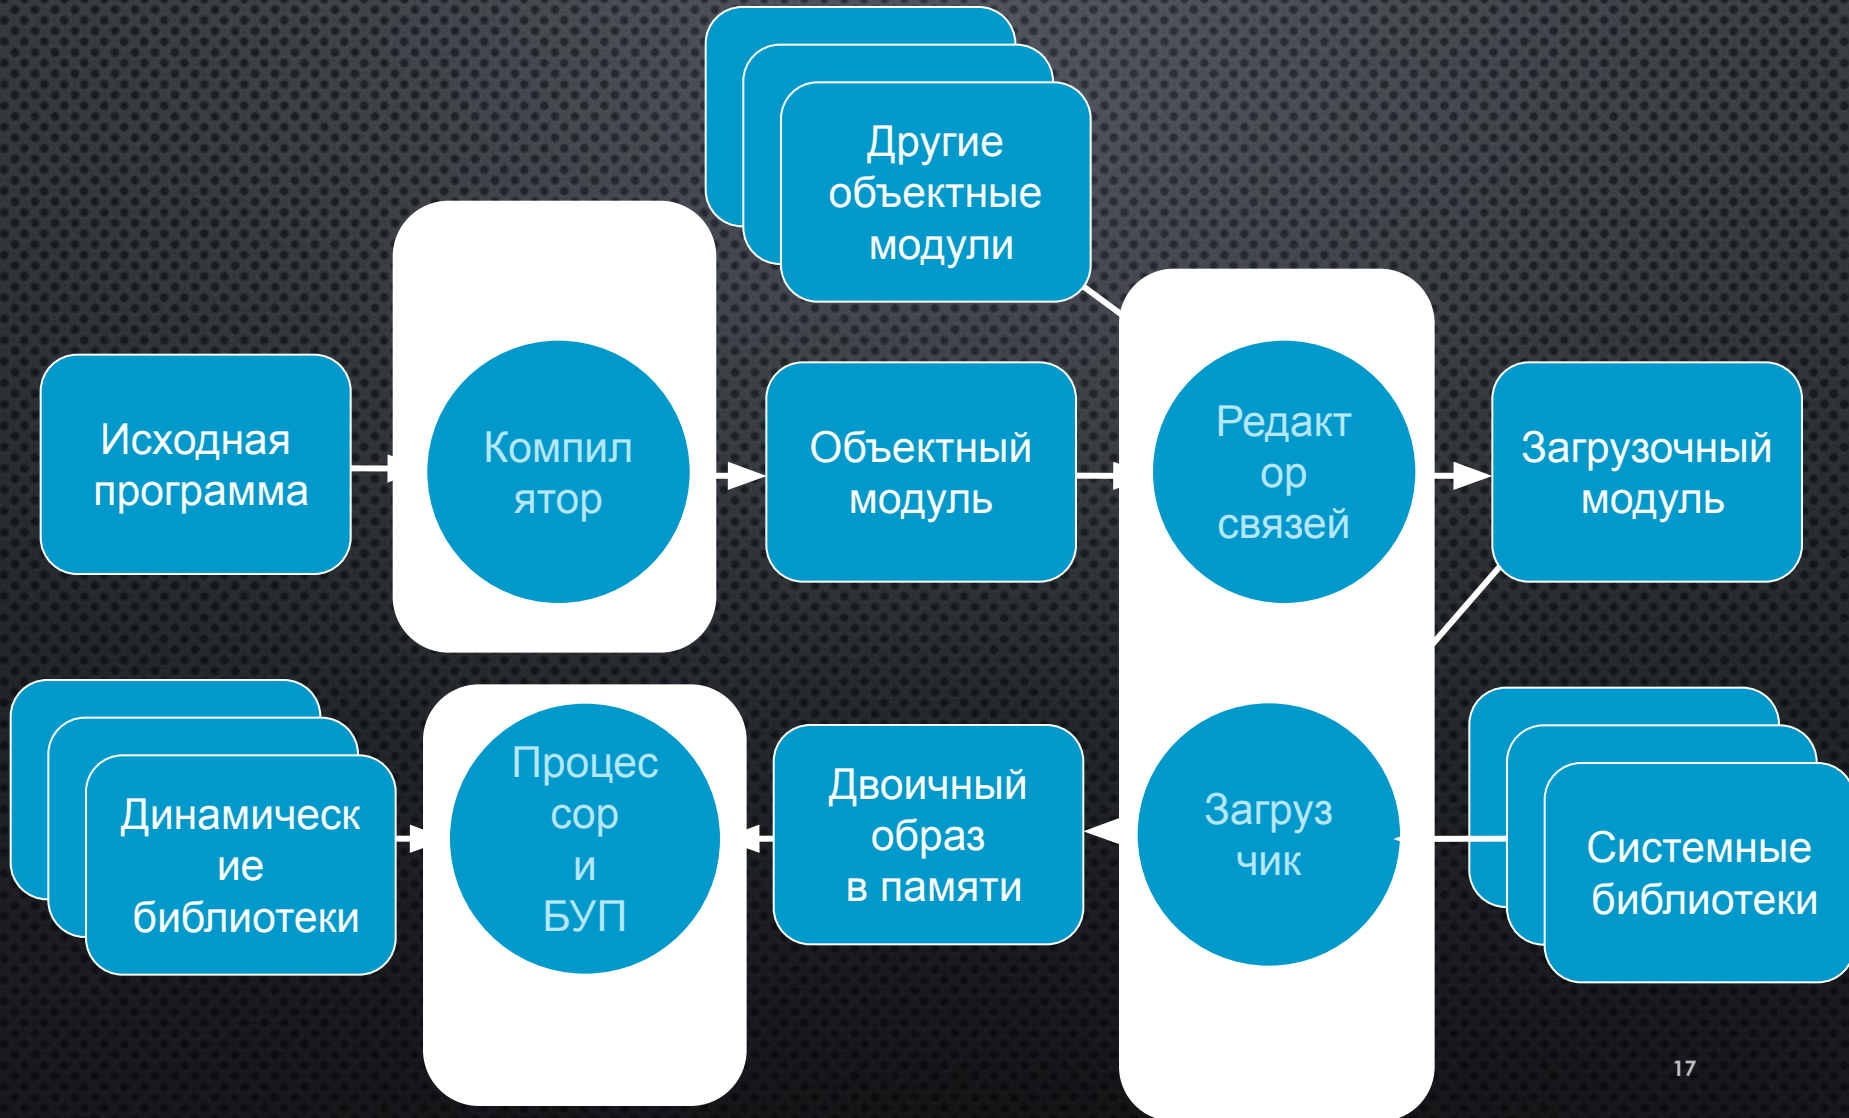 Другие
объектные
модули
Исходная
программа
Компил
ятор
Объектный
модуль
Редакт
ор
связей
Загрузочный
модуль
Динамическ
ие
библиотеки
Процес
сор
и
БУП
Двоичный
образ
в памяти
Загруз
чик
Системные
библиотеки
17